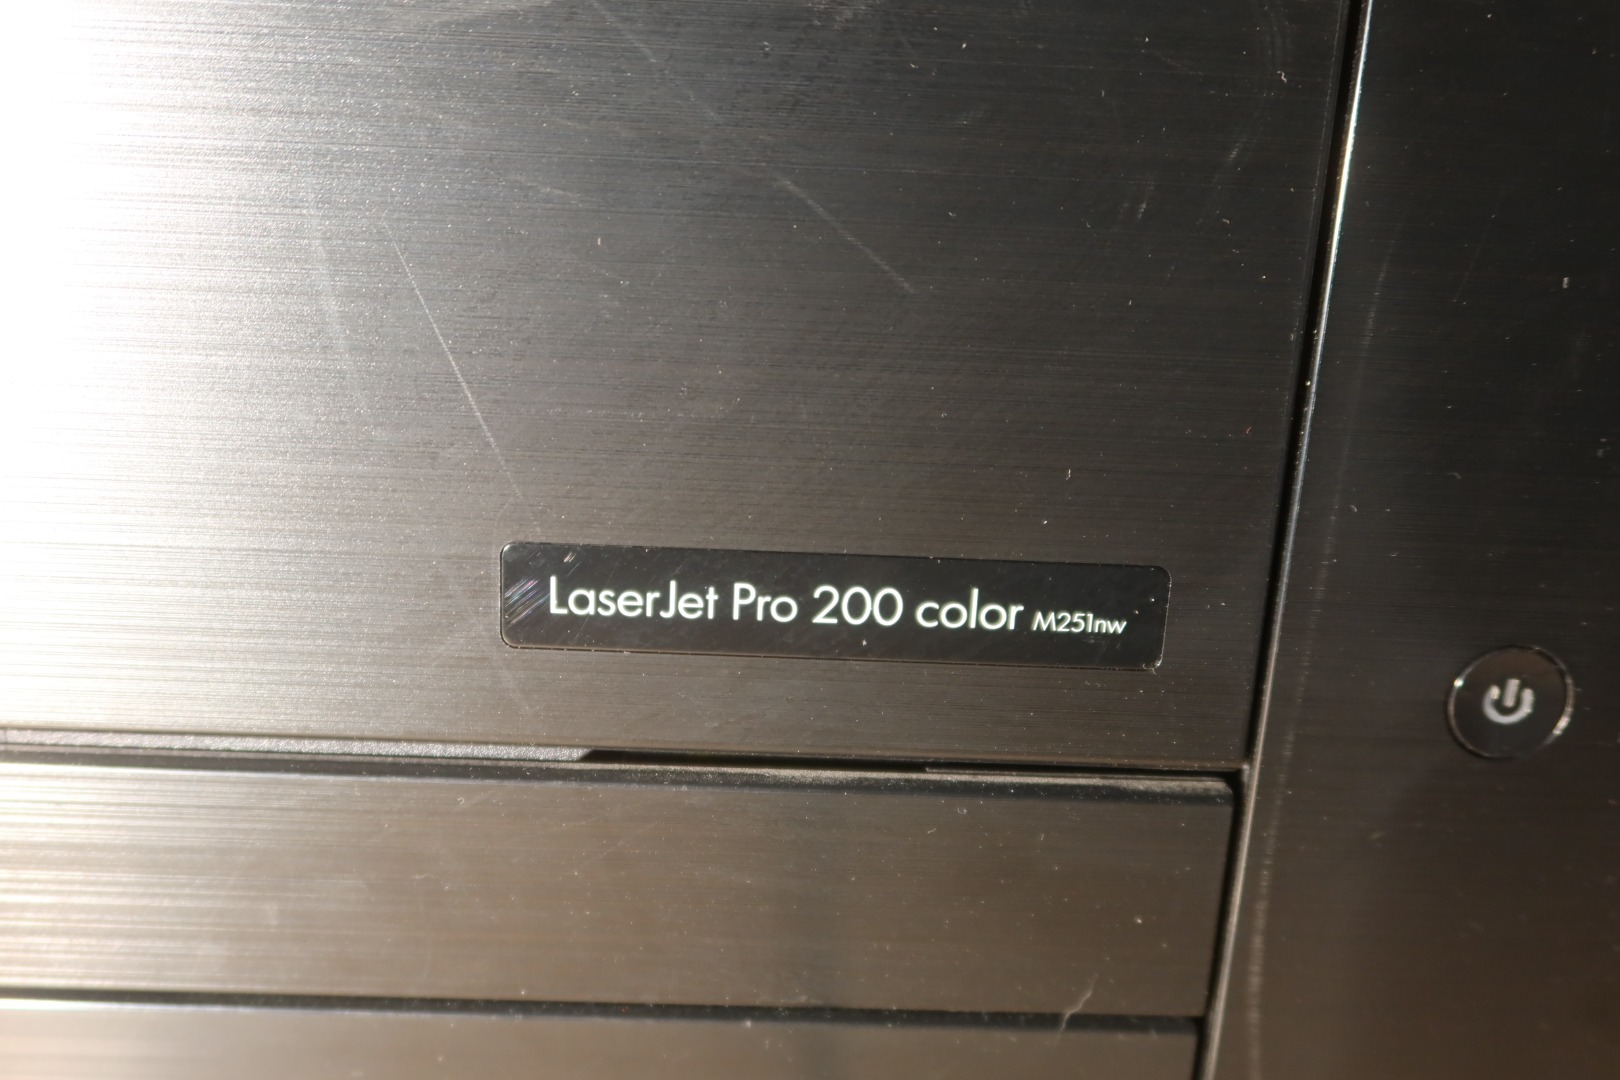 LaserJet Pro 200 color M251nw